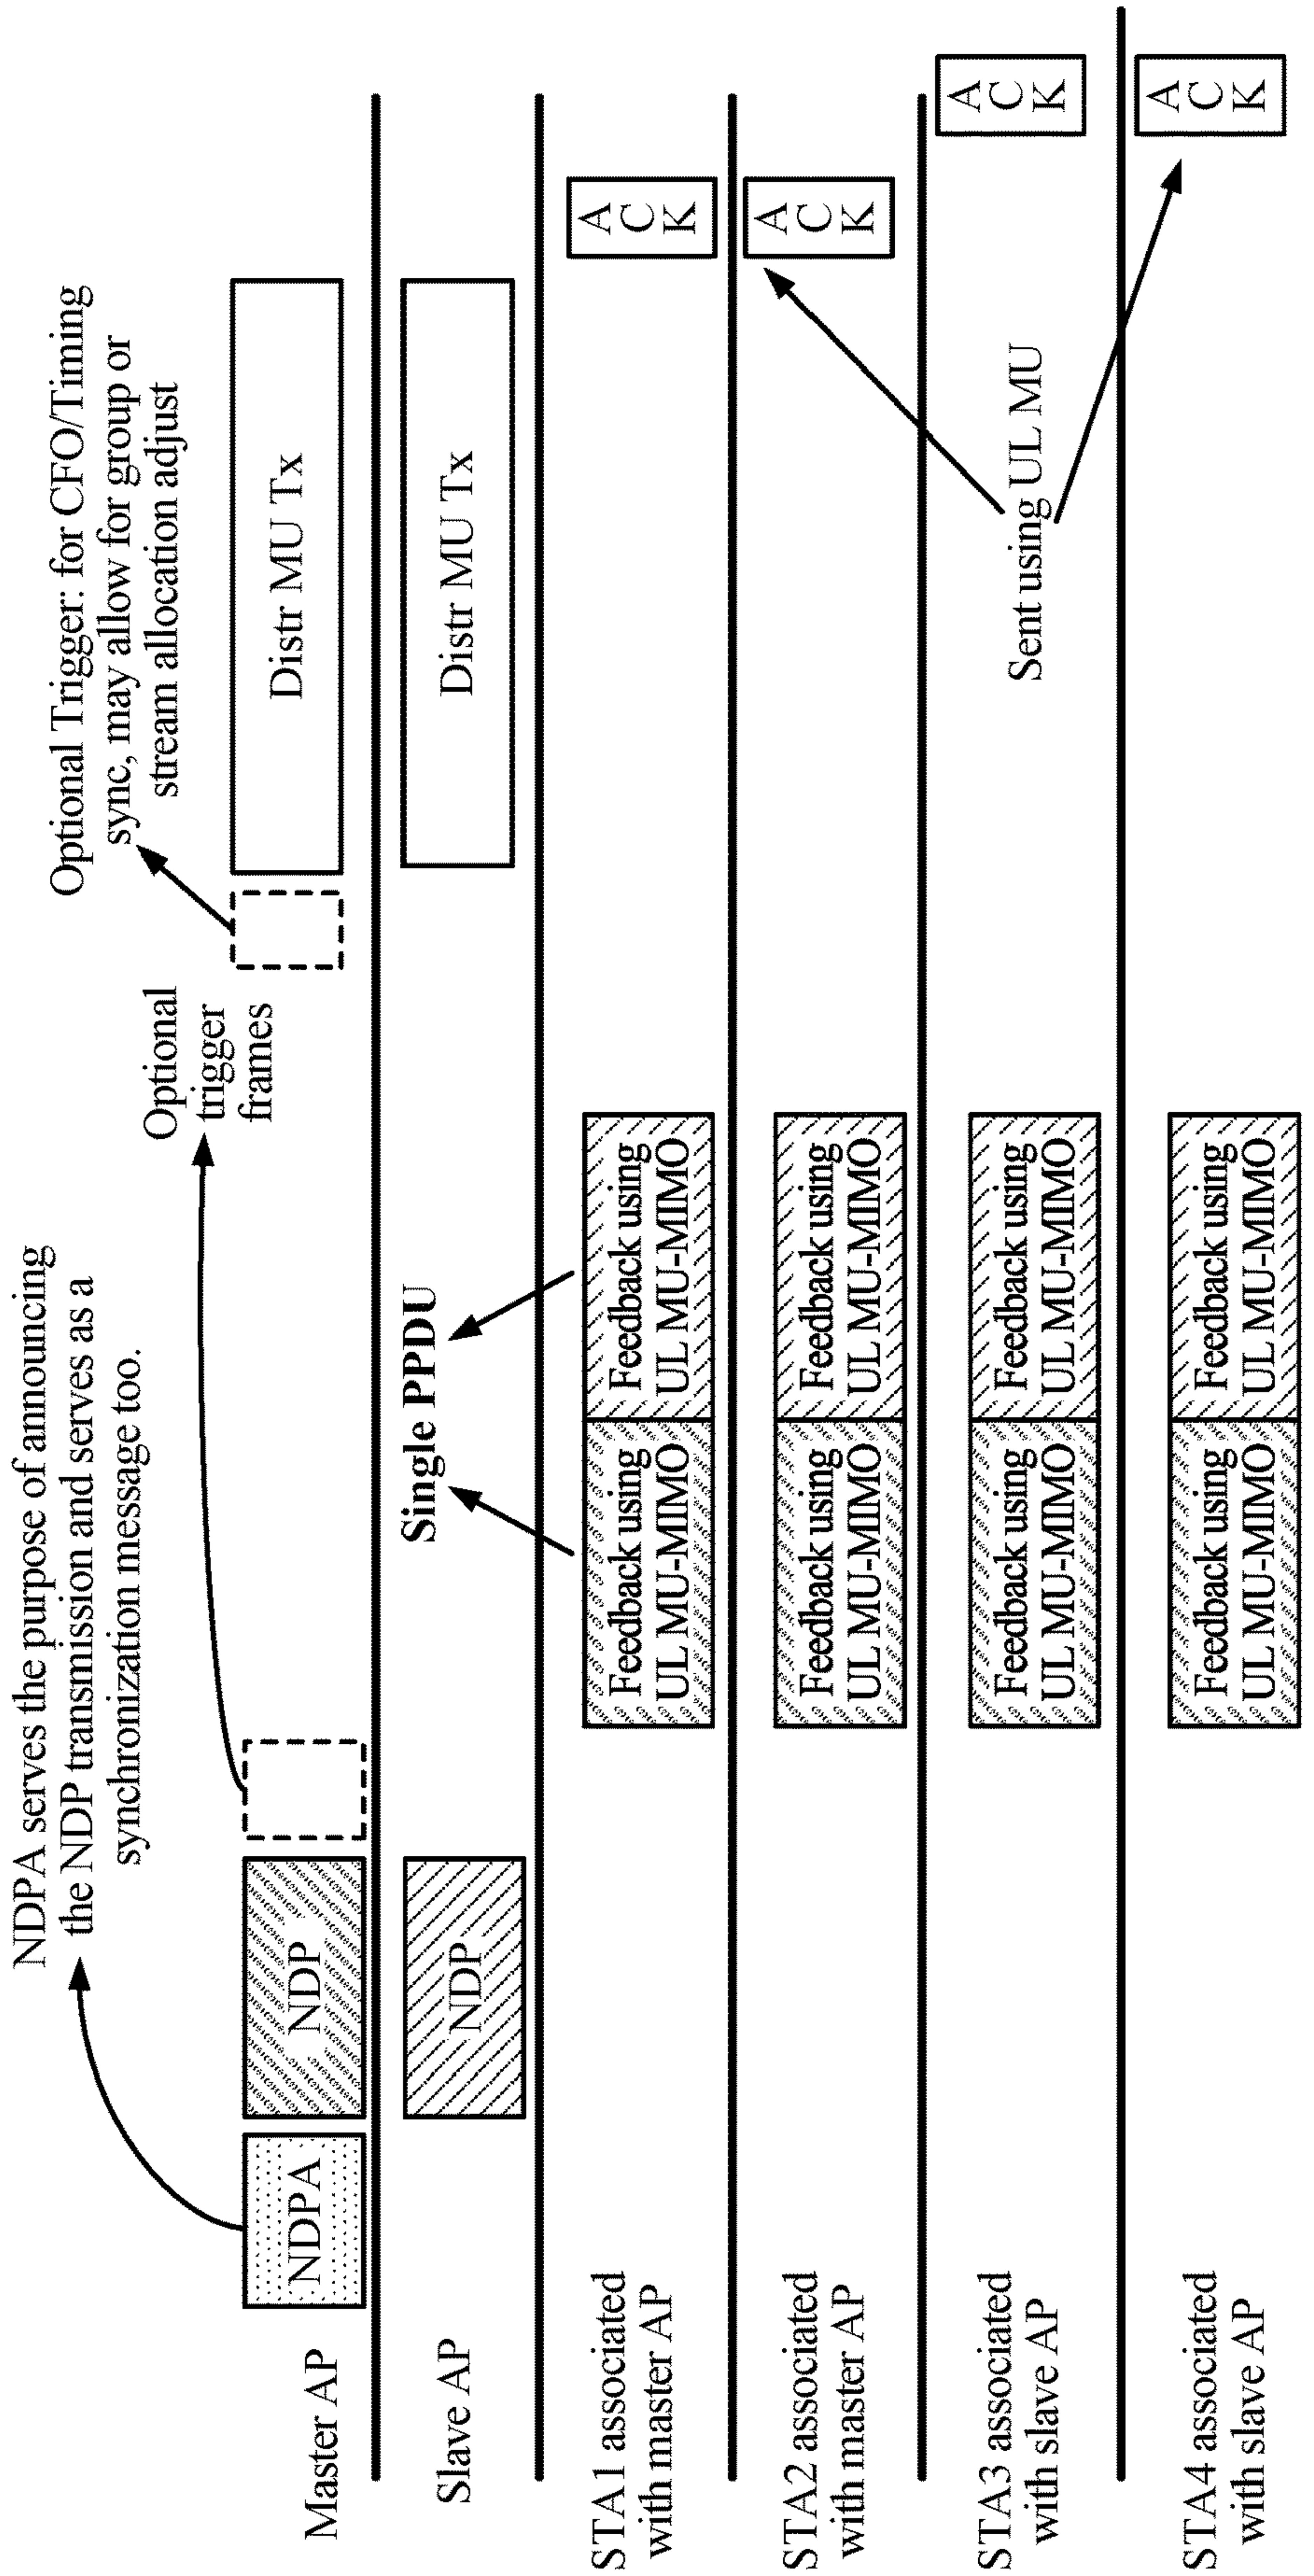 NDPA serves the purpose of announcing
the NDP transmission and serves as a
synchronization message too.
Optional
trigger
frames
Optional Trigger: for CFO/Timing
sync, may allow for group or
stream allocation adjust
Master AP
NDPA
NDP
Distr MU Tx
Slave AP
NDP
Single PPDU
Distr MU Tx
STA1 associated
with master AP
Feedback using
UL MU-MIMO
Feedback using
UL MU-MIMO
A
C
K
STA2 associated
with master AP
Feedback using
UL MU-MIMO
Feedback using
UL MU-MIMO
A
C
K
STA3 associated
with slave AP
Feedback using
UL MU-MIMO
Feedback using
UL MU-MIMO
Sent using UL MU
A
C
K
STA4 associated
with slave AP
Feedback using
UL MU-MIMO
Feedback using
UL MU-MIMO
A
C
K